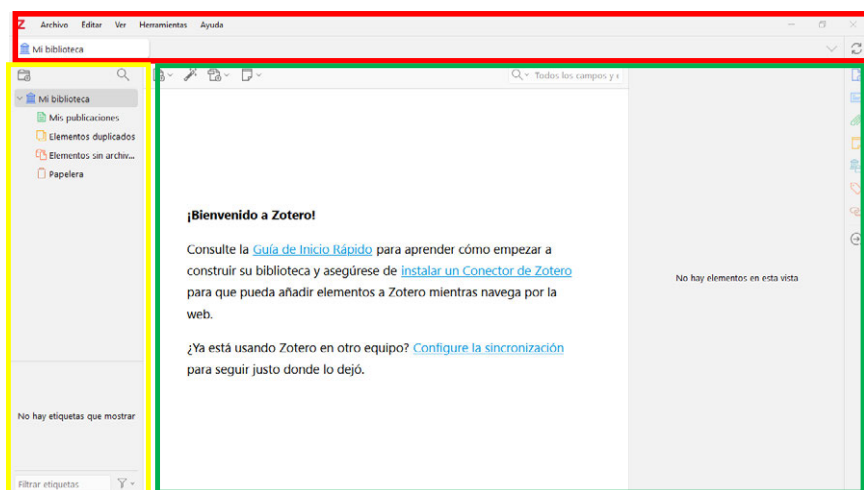 Z Archivo Editar Ver Herramientas Ayuda
Mi biblioteca
Todos los campos y
Mi biblioteca
Mis publicaciones
Elementos duplicados
Elementos sin archiv...
Papelera
¡Bienvenido a Zotero!
Consulte la Guía de Inicio Rápido para aprender cómo empezar a
construir su biblioteca y asegúrese de instalar un Conector de Zotero
para que pueda añadir elementos a Zotero mientras navega por la
web.
¿Ya está usando Zotero en otro equipo? Configure la sincronización
para seguir justo donde lo dejó.
No hay elementos en esta vista
No hay etiquetas que mostrar
Filtrar etiquetas